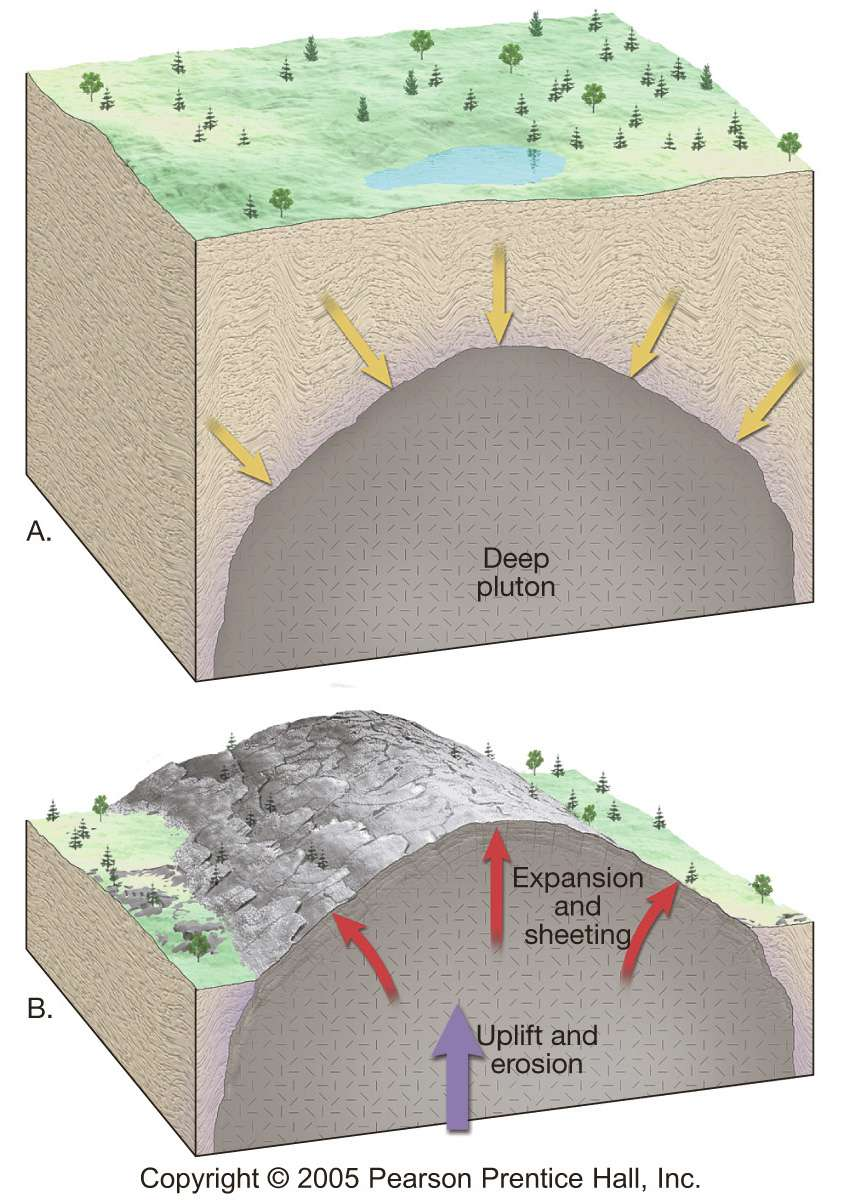 A.
Deep
pluton
Expansion
and
sheeting
B.
Uplift and
erosion
Copyright © 2005 Pearson Prentice Hall, Inc.